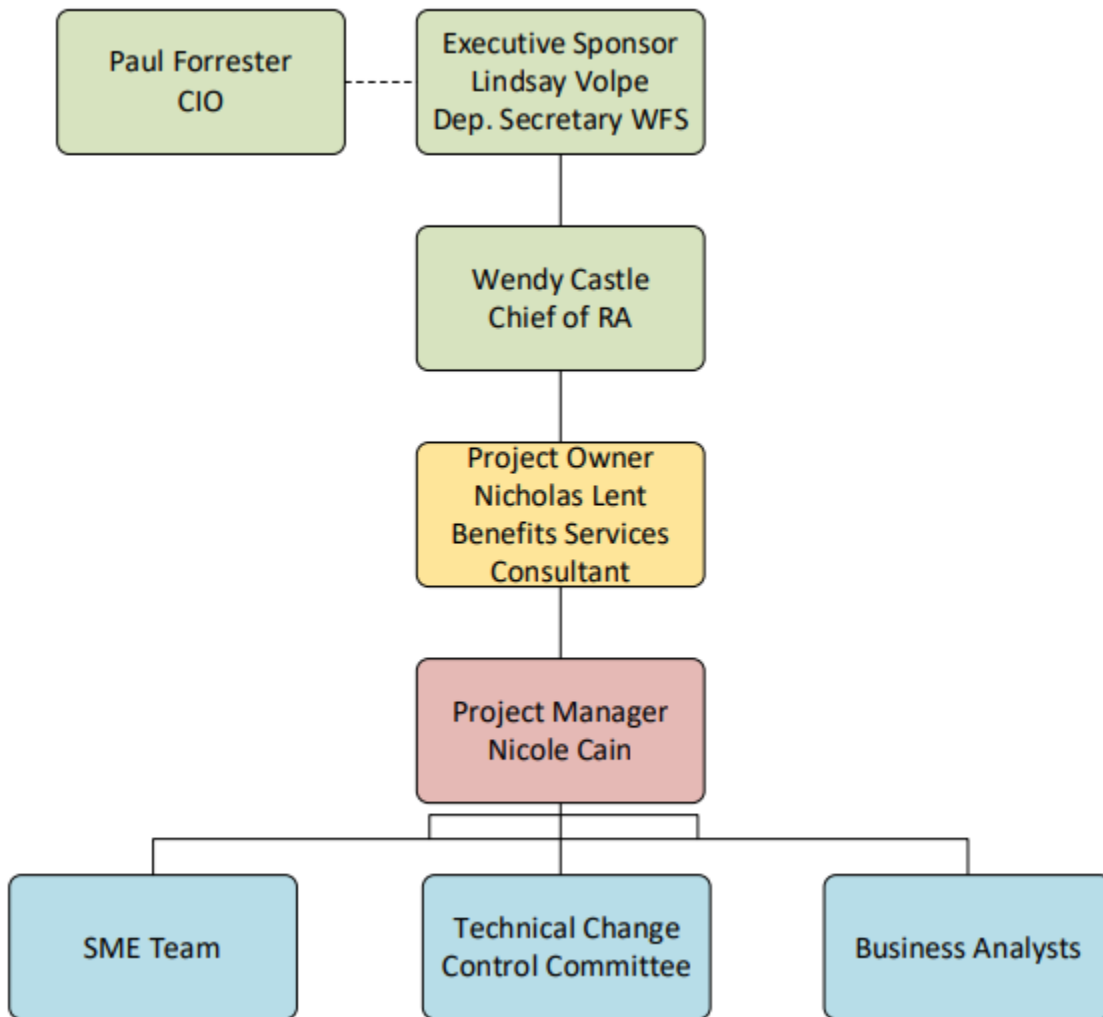 Paul Forrester
CIO
Executive Sponsor
Lindsay Volpe
Dep. Secretary WFS
Wendy Castle
Chief of RA
Project Owner
Nicholas Lent
Benefits Services
Consultant
Project Manager
Nicole Cain
SME Team
Technical Change
Control Committee
Business Analysts